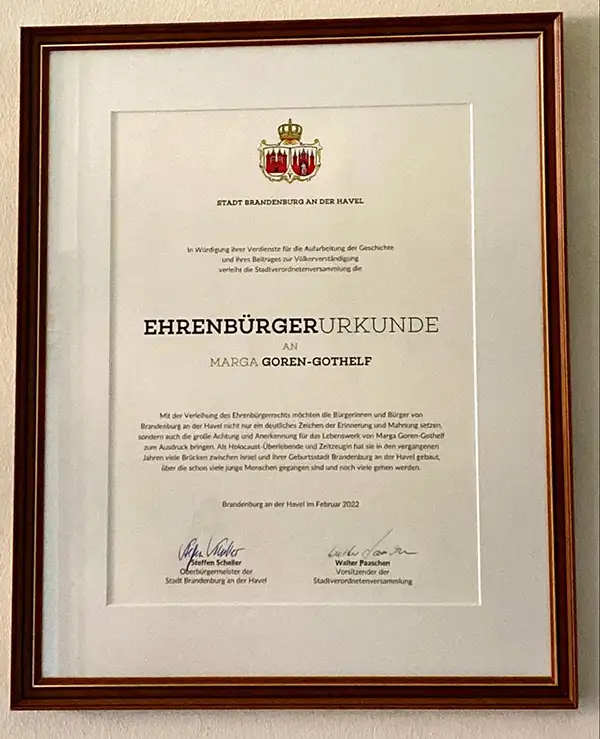 STADT BRANDENBURG AN DER HAVEL
In Würdigung ihrer Verdienste für die Aufarbeitung der Geschichte
und ihres Beitrages zur Völkerverständigung
verleiht die Stadtverordnetenversammlung die
EHRENBÜRGERURKUNDE
AN
MARGA GOREN-GOTHELF
Mit der Verleihung des Ehrenbürgerrechts möchten die Bürgerinnen und Bürger von
Brandenburg an der Havel nicht nur ein deutliches Zeichen der Erinnerung und Mahnung setzen,
sondern auch die große Achtung und Anerkennung für das Lebenswerk von Marga Goren-Gothelf
zum Ausdruck bringen. Als Holocaust-Überlebende und Zeitzeugin hat sie in den vergangenen
Jahren viele Brücken zwischen Israel und ihrer Geburtsstadt Brandenburg an der Havel gebaut,
über die schon viele junge Menschen gegangen sind und noch viele gehen werden.
Brandenburg an der Havel im Februar 2022
Steffen Scheller
Oberbürgermeister der
Stadt Brandenburg an der Havel
Walter Paaschen
Vorsitzender der
Stadtverordnetenversammlung